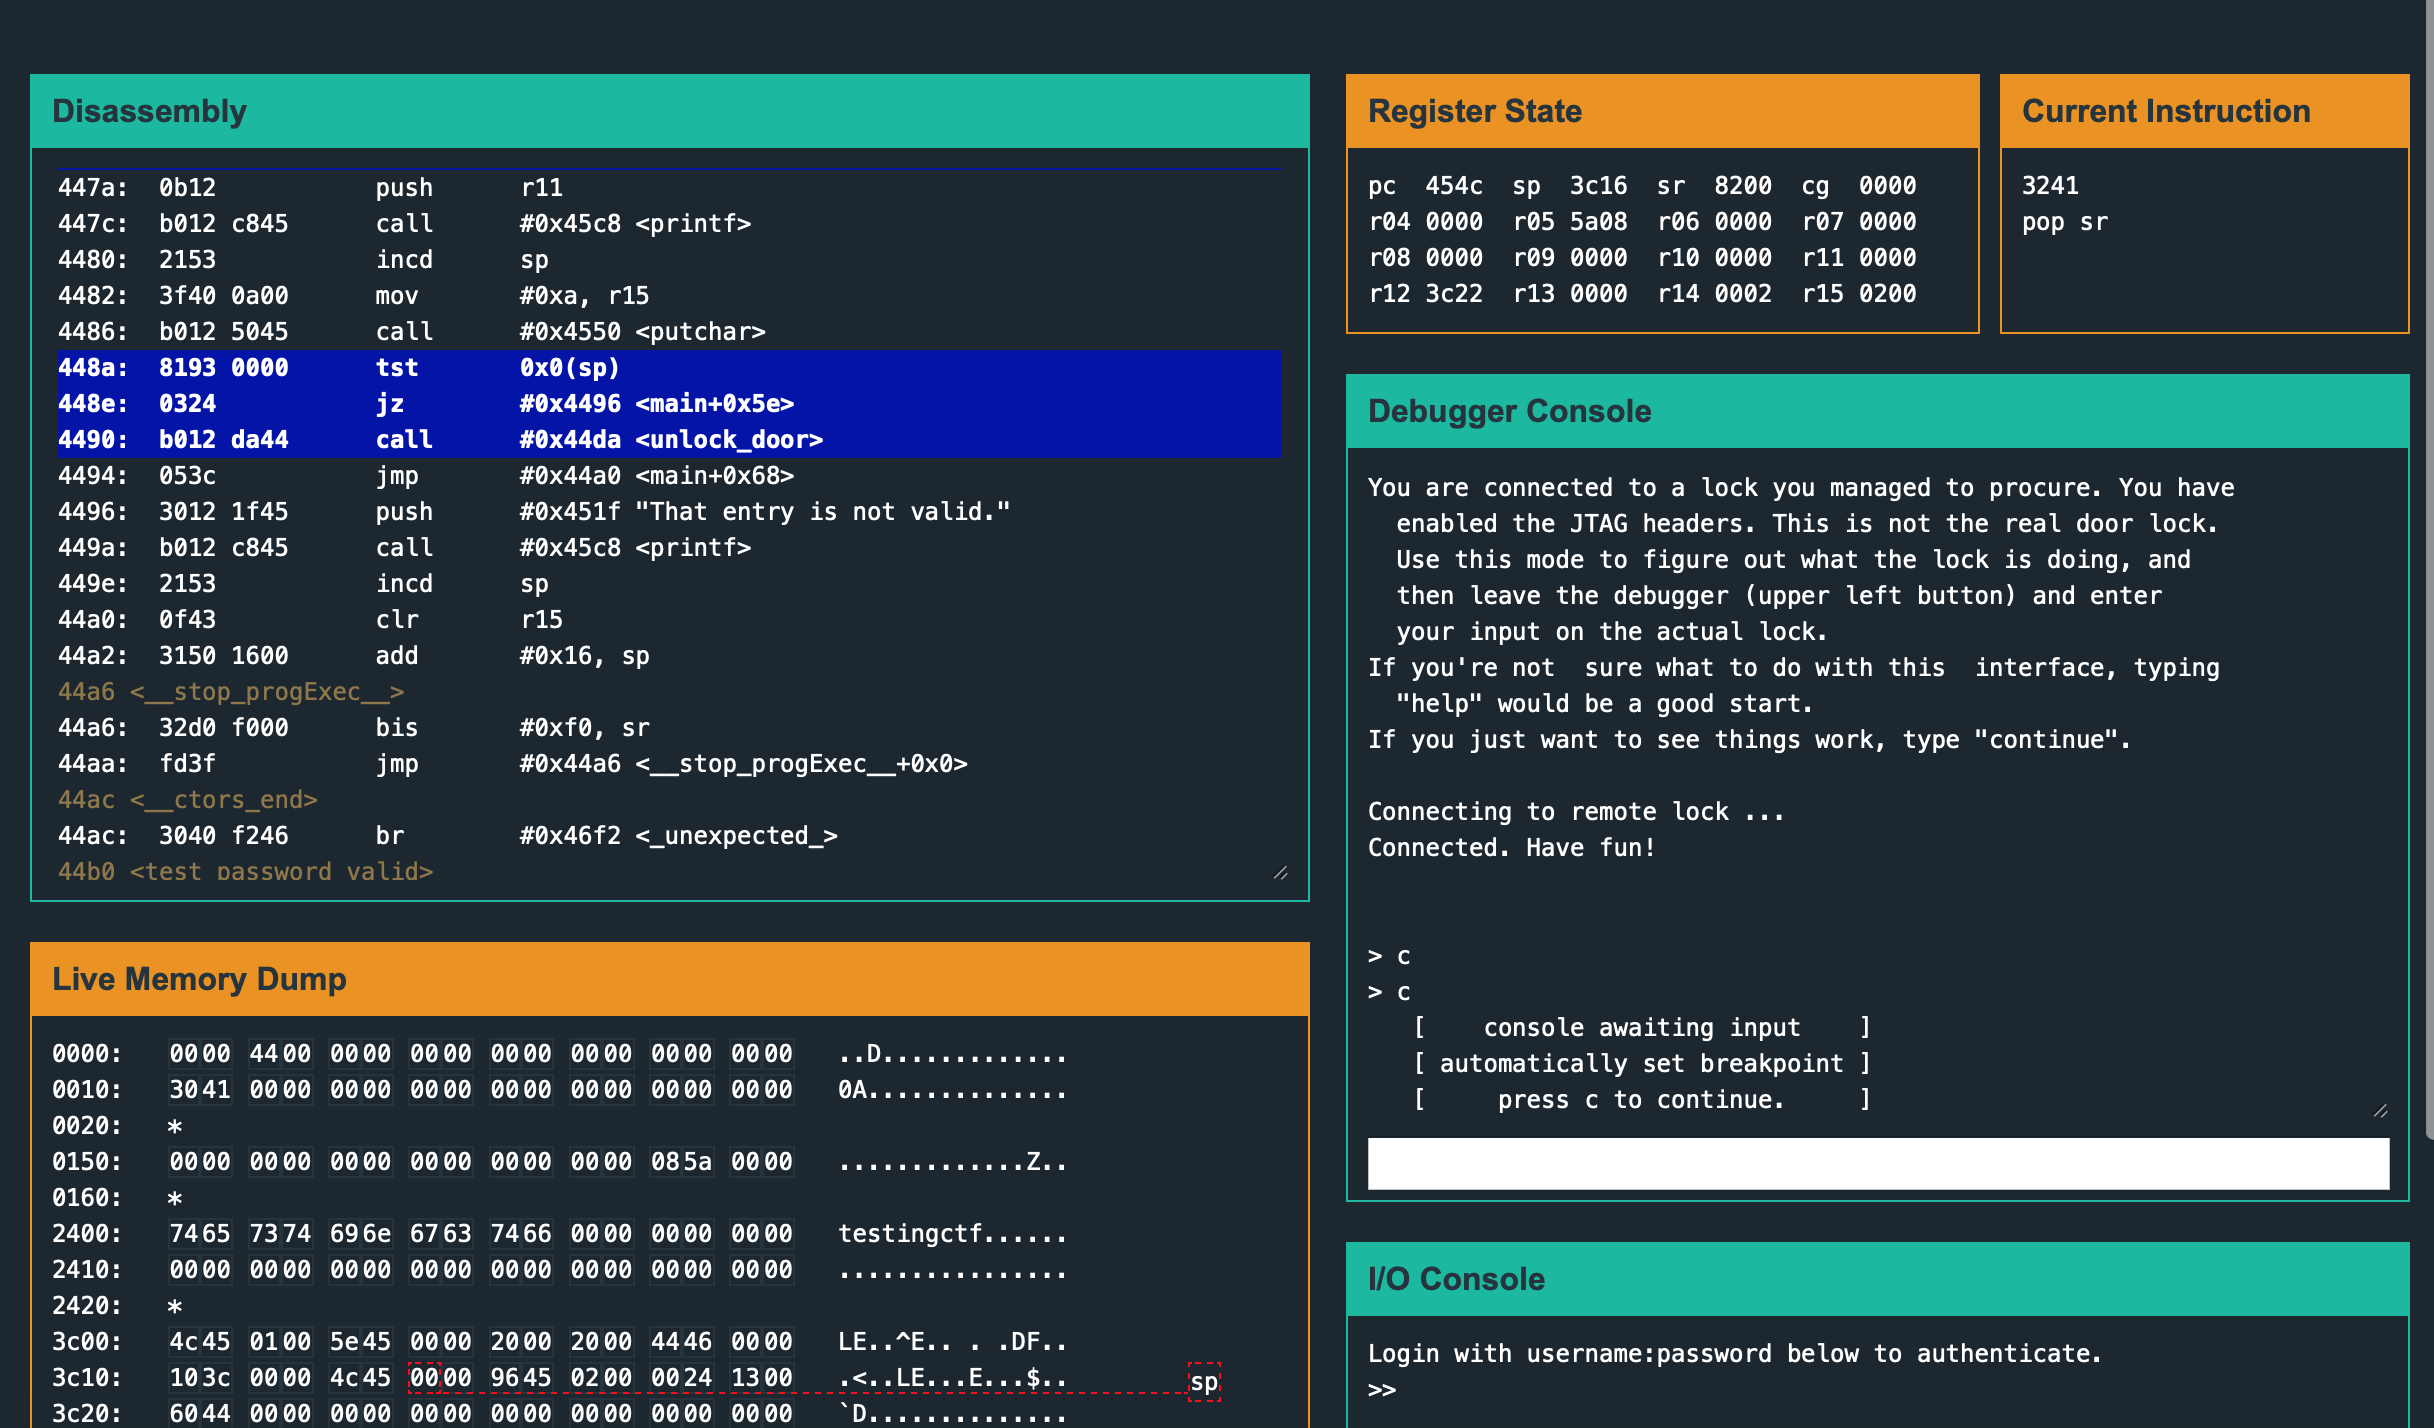 Disassembly
447a:  0b12           push      r11
447c:  b012 c845      call      #0x45c8 <printf>
4480:  2153           incd      sp
4482:  3f40 0a00      mov       #0xa, r15
4486:  b012 5045      call      #0x4550 <putchar>
448a:  8193 0000      tst       0x0(sp)
448e:  0324           jz        #0x4496 <main+0x5e>
4490:  b012 da44      call      #0x44da <unlock_door>
4494:  053c           jmp       #0x44a0 <main+0x68>
4496:  3012 1f45      push      #0x451f "That entry is not valid."
449a:  b012 c845      call      #0x45c8 <printf>
449e:  2153           incd      sp
44a0:  0f43           clr       r15
44a2:  3150 1600      add       #0x16, sp
44a6 <__stop_progExec__>
44a6:  32d0 f000      bis       #0xf0, sr
44aa:  fd3f           jmp       #0x44a6 <__stop_progExec__+0x0>
44ac <__ctors_end>
44ac:  3040 f246      br        #0x46f2 <_unexpected_>
44b0 <test_password_valid>
Live Memory Dump
0000:   0000 4400 0000 0000 0000 0000 0000 0000   ..D.............
0010:   3041 0000 0000 0000 0000 0000 0000 0000   0A..............
0020:   *
0150:   0000 0000 0000 0000 0000 0000 085a 0000   .............Z..
0160:   *
2400:   7465 7374 696e 6763 7466 0000 0000 0000   testingctf......
2410:   0000 0000 0000 0000 0000 0000 0000 0000   ................
2420:   *
3c00:   4c45 0100 5e45 0000 2000 2000 4446 0000   LE..^E.. . .DF..
3c10:   103c 0000 4c45 0000 9645 0200 0024 1300   .<..LE...E...$..   sp
3c20:   6044 0000 0000 0000 0000 0000 0000 0000   `D..............
Register State
pc  454c  sp  3c16  sr  8200  cg  0000
r04 0000  r05 5a08  r06 0000  r07 0000
r08 0000  r09 0000  r10 0000  r11 0000
r12 3c22  r13 0000  r14 0002  r15 0200
Current Instruction
3241
pop sr
Debugger Console
You are connected to a lock you managed to procure. You have
enabled the JTAG headers. This is not the real door lock.
Use this mode to figure out what the lock is doing, and
then leave the debugger (upper left button) and enter
your input on the actual lock.
If you're not  sure what to do with this  interface, typing
"help" would be a good start.
If you just want to see things work, type "continue".
Connecting to remote lock ...
Connected. Have fun!
> c
> c
[    console awaiting input    ]
[ automatically set breakpoint ]
[     press c to continue.     ]
I/O Console
Login with username:password below to authenticate.
>>